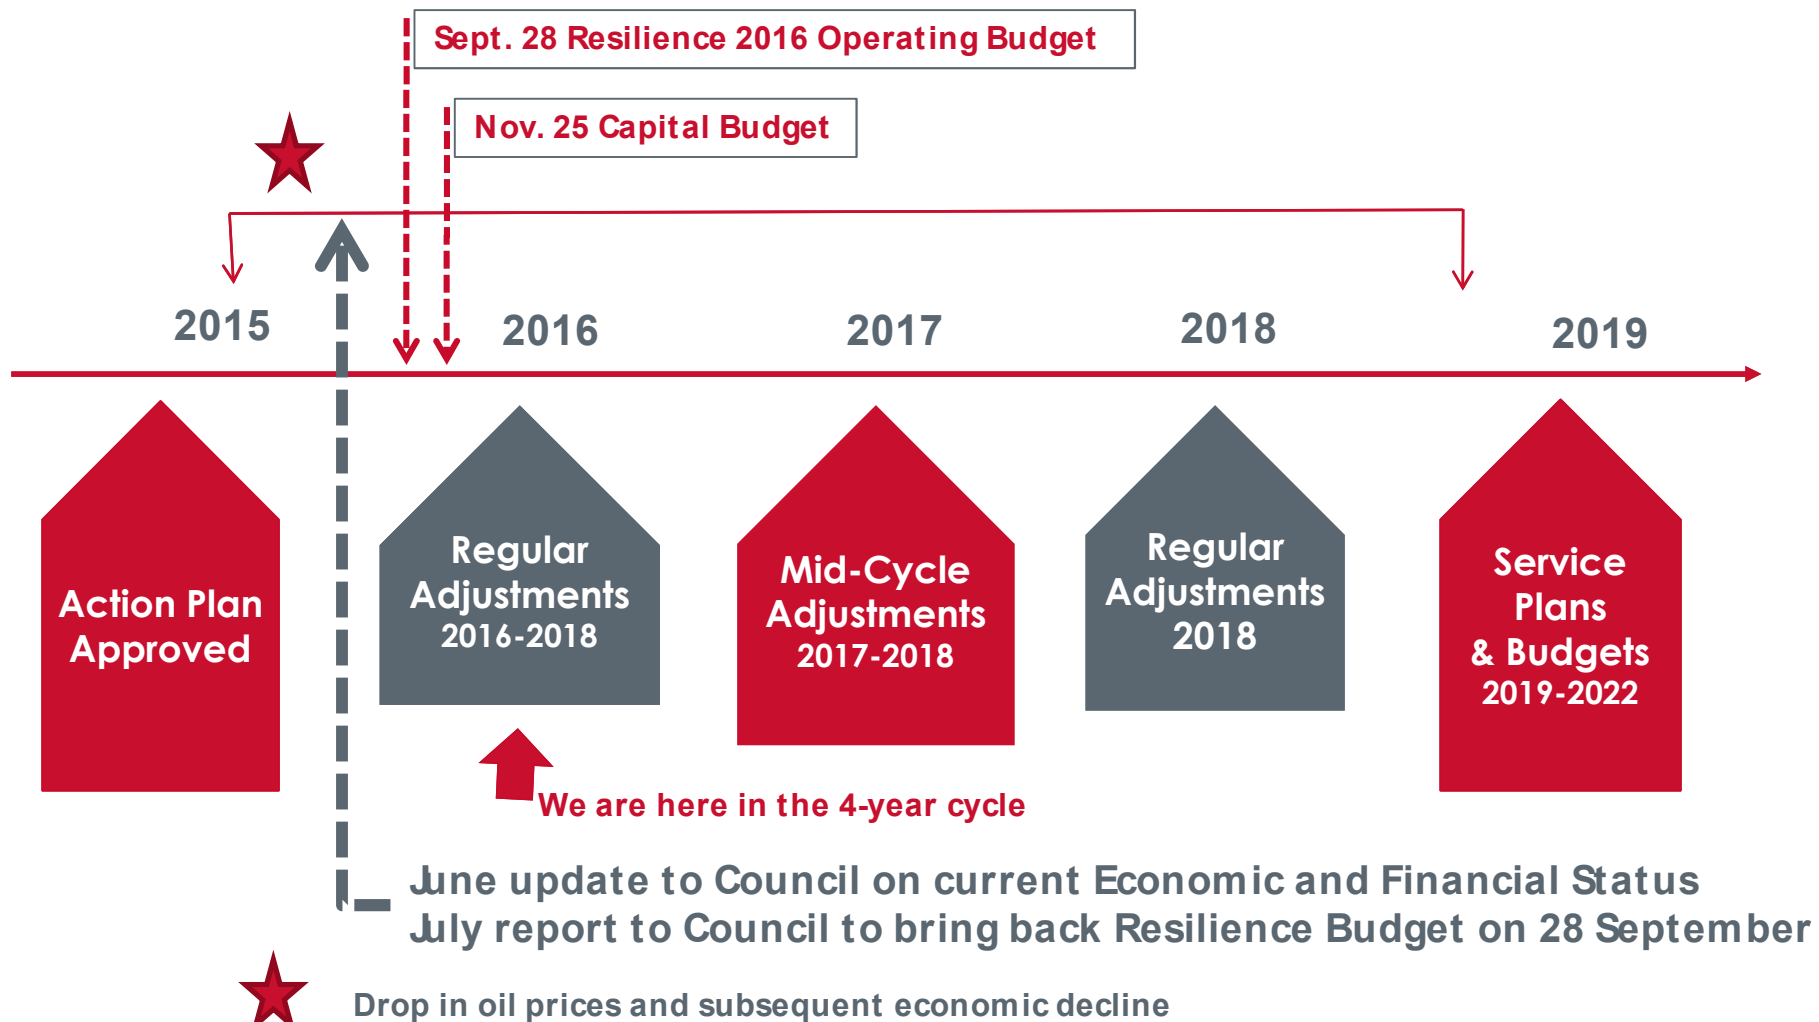 Sept. 28 Resilience 2016 Operating Budget
Nov. 25 Capital Budget
2015
2016
2017
2018
2019
Action Plan
Approved
Regular
Adjustments
2016-2018
Mid-Cycle
Adjustments
2017-2018
Regular
Adjustments
2018
Service
Plans
& Budgets
2019-2022
We are here in the 4-year cycle
June update to Council on current Economic and Financial Status
July report to Council to bring back Resilience Budget on 28 September
Drop in oil prices and subsequent economic decline